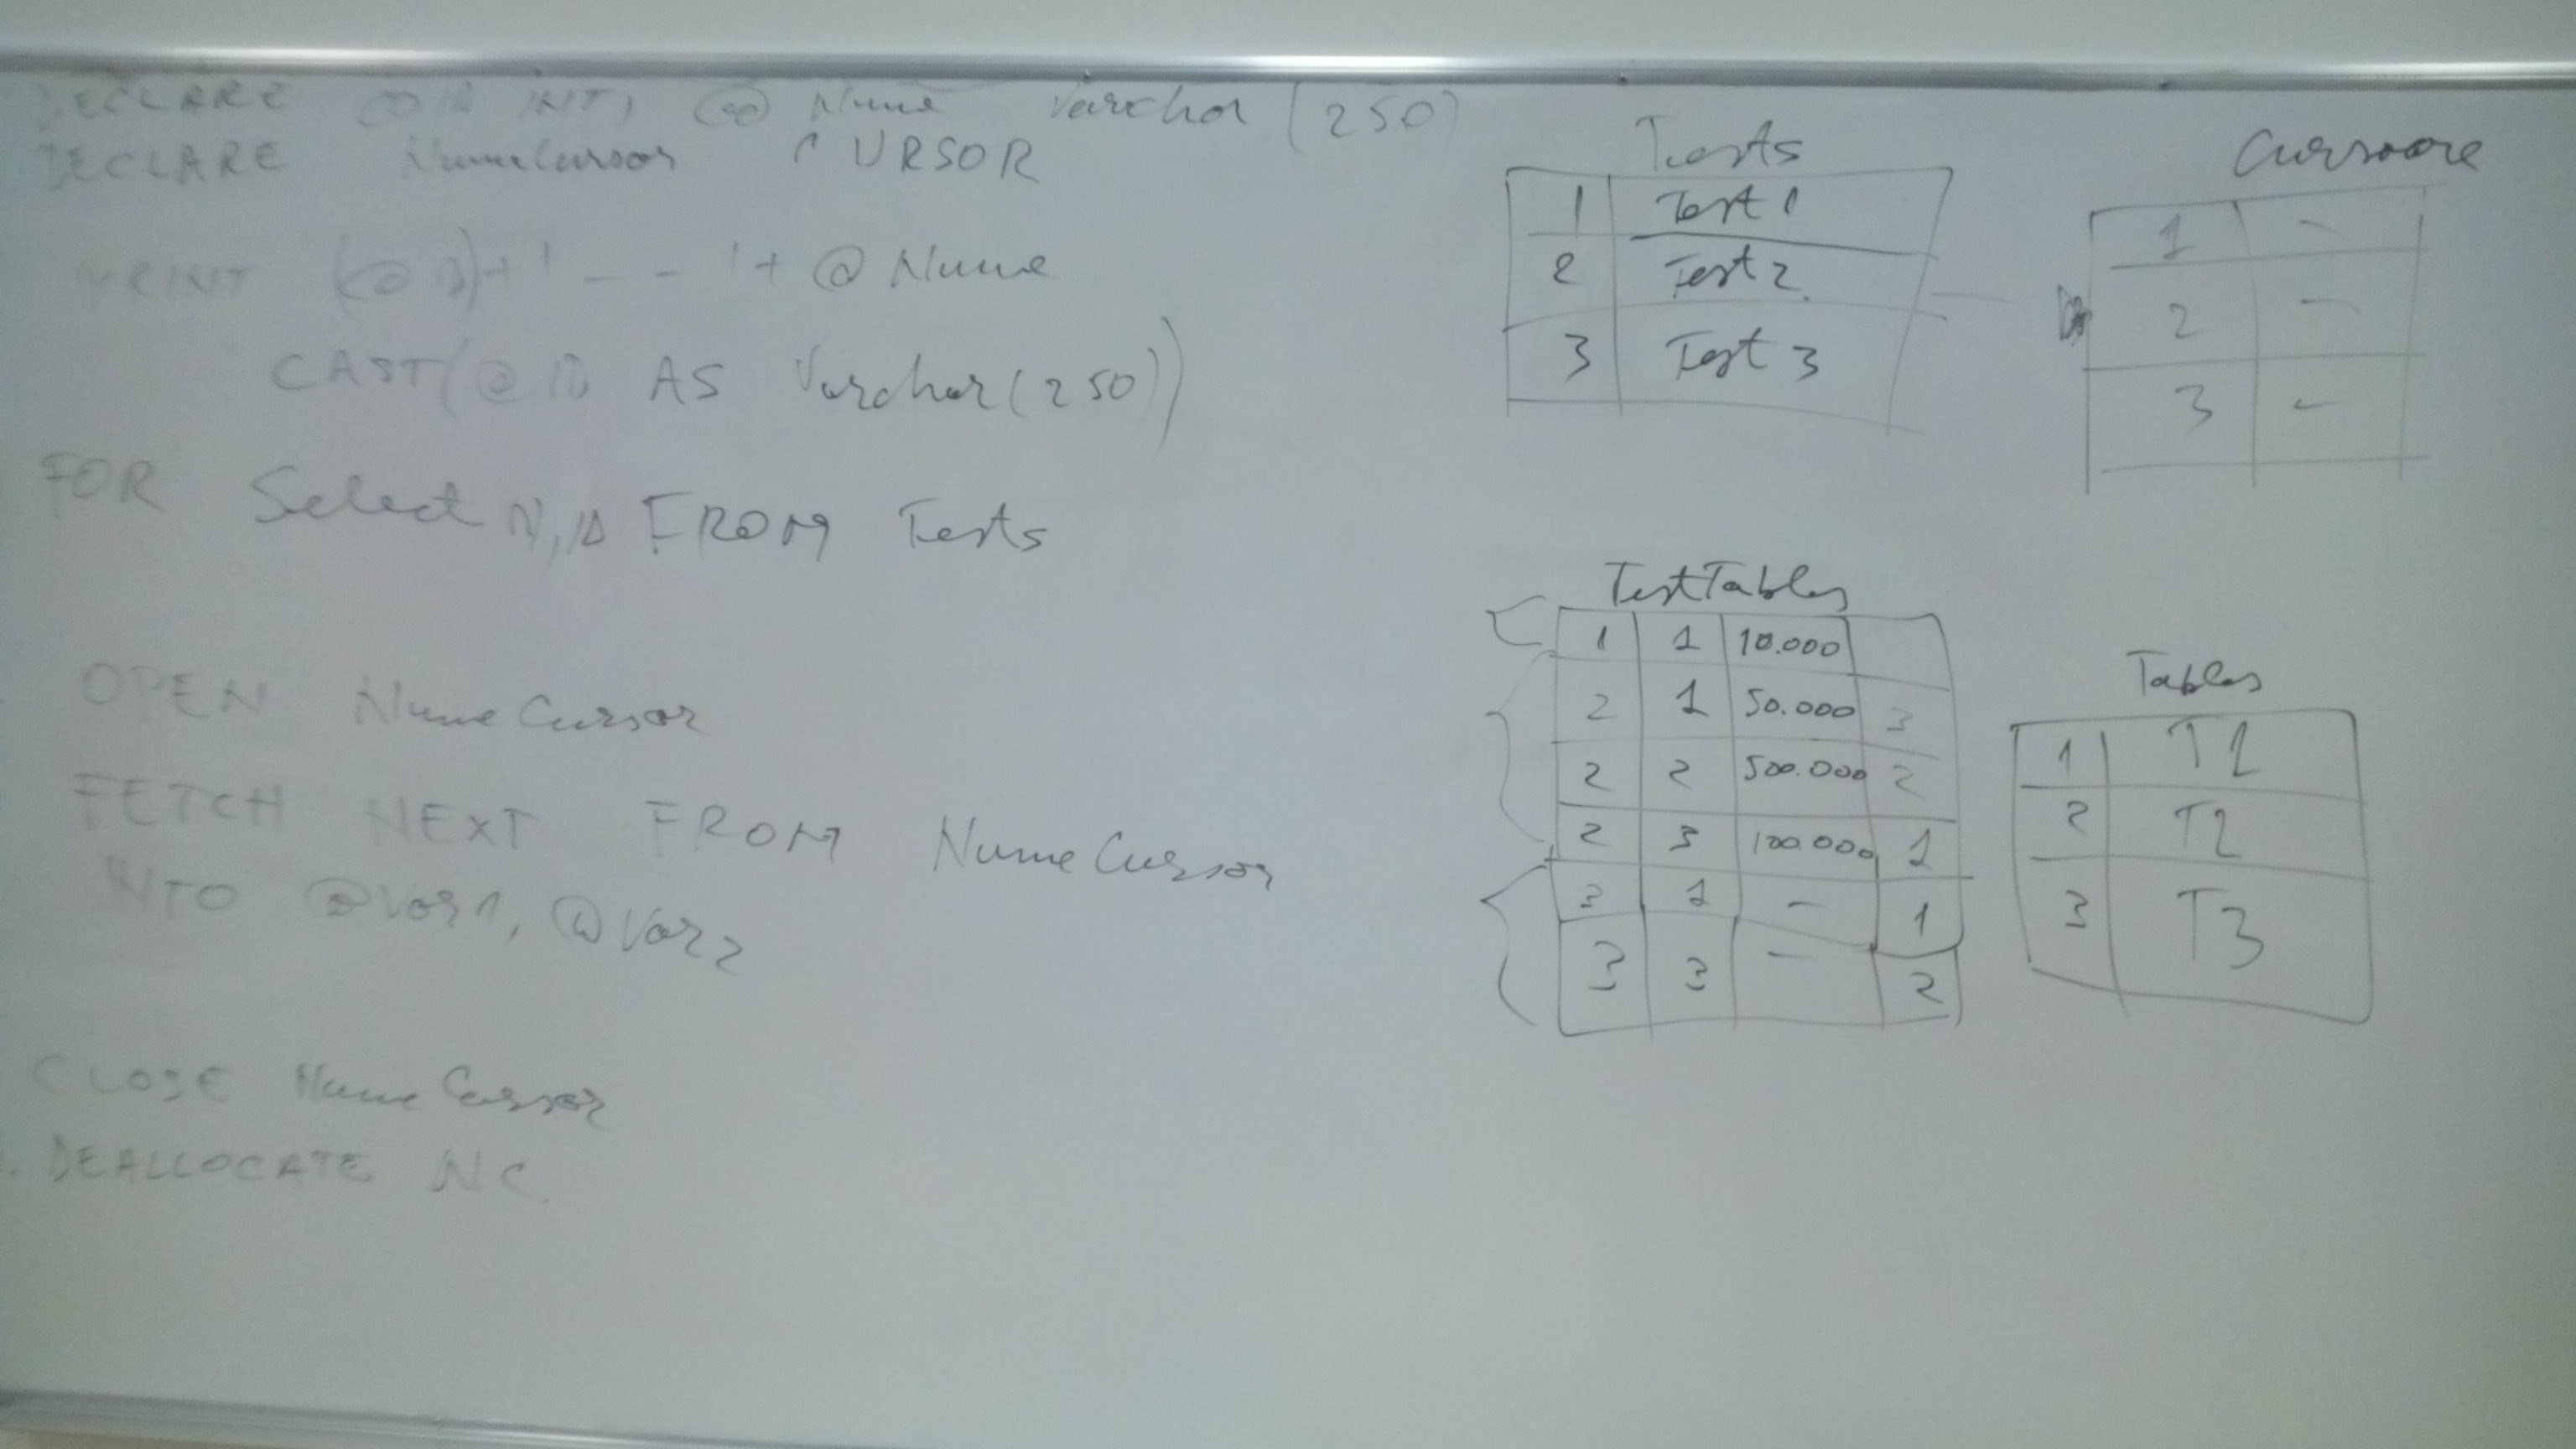 DECLARE @ID INT, @Nume Varchar (250)
DECLARE NumeCursor CURSOR
PRINT (@ID)+'--'+ @Nume
CAST(@ID AS Varchar(250))
FOR Select N, ID FROM Tests
OPEN NumeCursor
FETCH NEXT FROM NumeCursor
INTO @Var1, @Var2
CLOSE NumeCursor
DEALLOCATE NC.
Tests
1 Test 1
2 Test 2
3 Test 3
Cursoare
1 -
2 -
3 -
TestTables
1 1 10.000
2 1 50.000 3
2 2 500.000 2
2 3 100.000 1
3 1 - 1
3 3 - 2
Tables
1 T1
2 T2
3 T3